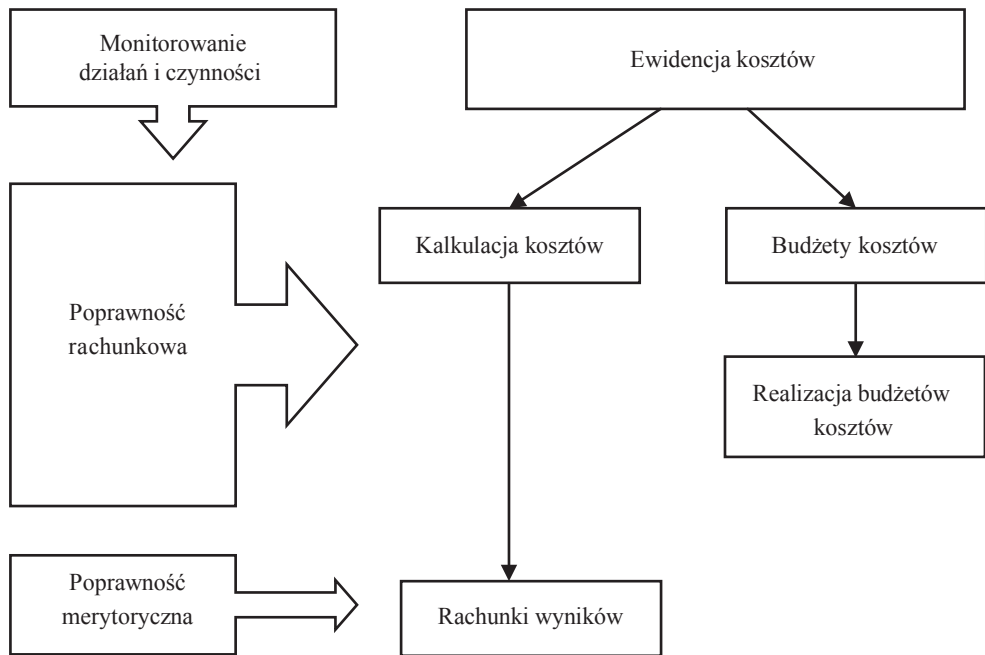 Monitorowanie
działań i czynności
Ewidencja kosztów
Kalkulacja kosztów
Budżety kosztów
Poprawność
rachunkowa
Realizacja budżetów
kosztów
Poprawność
merytoryczna
Rachunki wyników